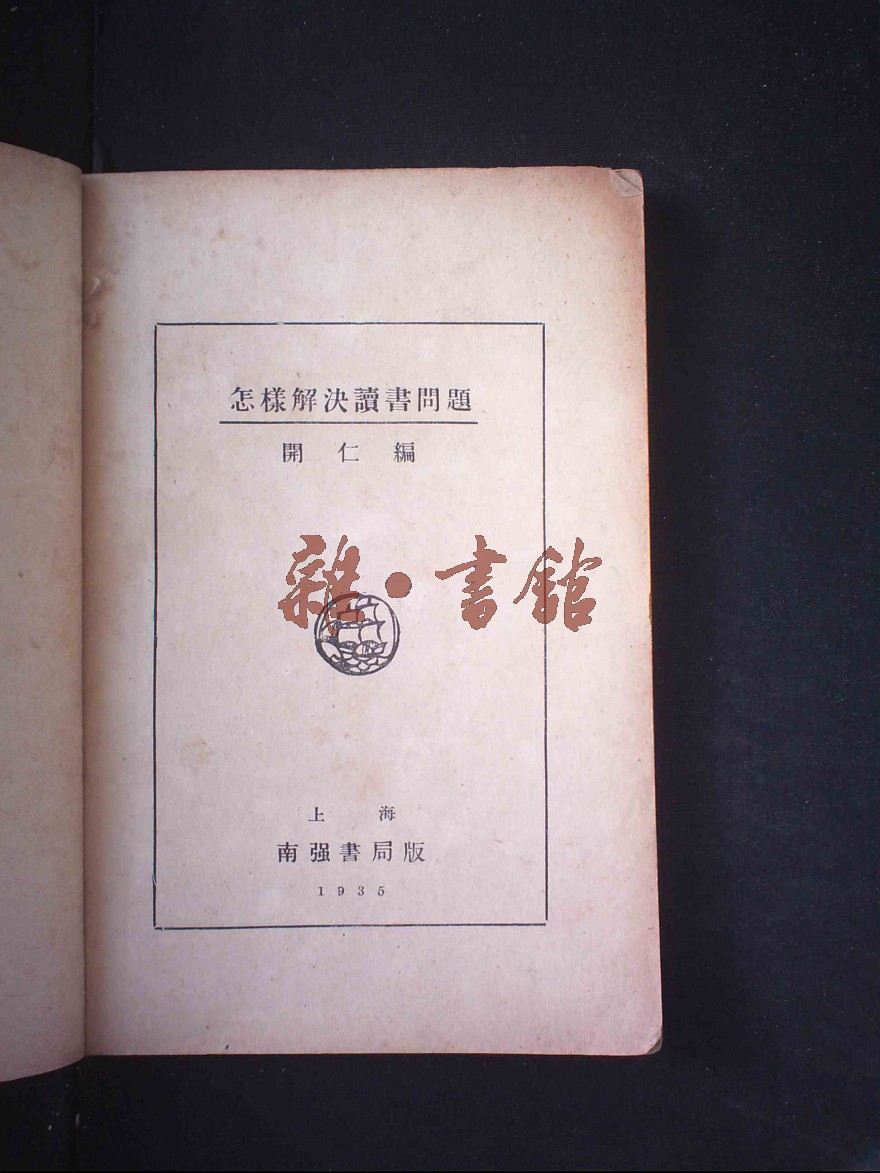 怎樣解決讀書問題
開仁編
雜·書館
上海
南强書局版
1935